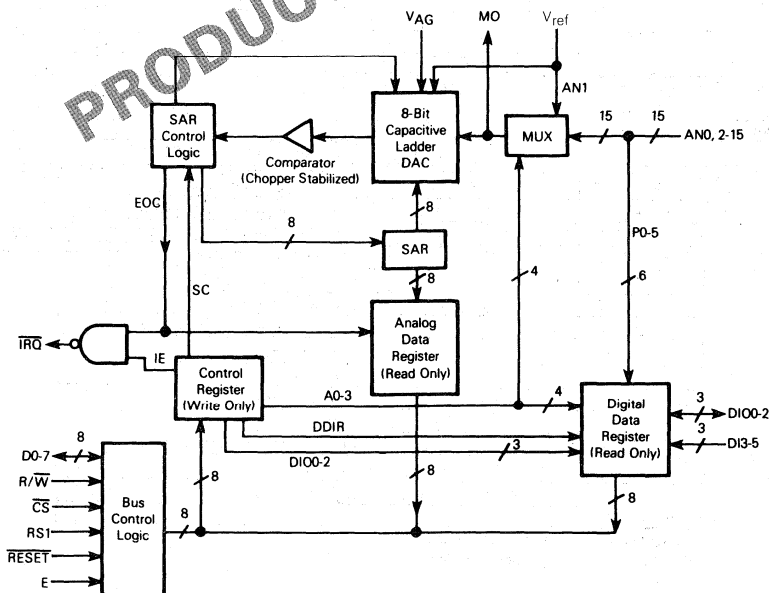 PRODUC
VAG
MO
Vref
AN1
SAR
Control
Logic
Comparator
(Chopper Stabilized)
8-Bit
Capacitive
Ladder
DAC
MUX
15
15
AN0, 2-15
EOC
8
8
SAR
8
P0-5
6
4
SC
IRQ
IE
Analog
Data
Register
(Read Only)
Control
Register
(Write Only)
A0-3
4
DDIR
DIO0-2
3
Digital
Data
Register
(Read Only)
3
DIO0-2
3
DI3-5
D0-7
8
R/W
CS
RS1
RESET
E
Bus
Control
Logic
8
8
8
8